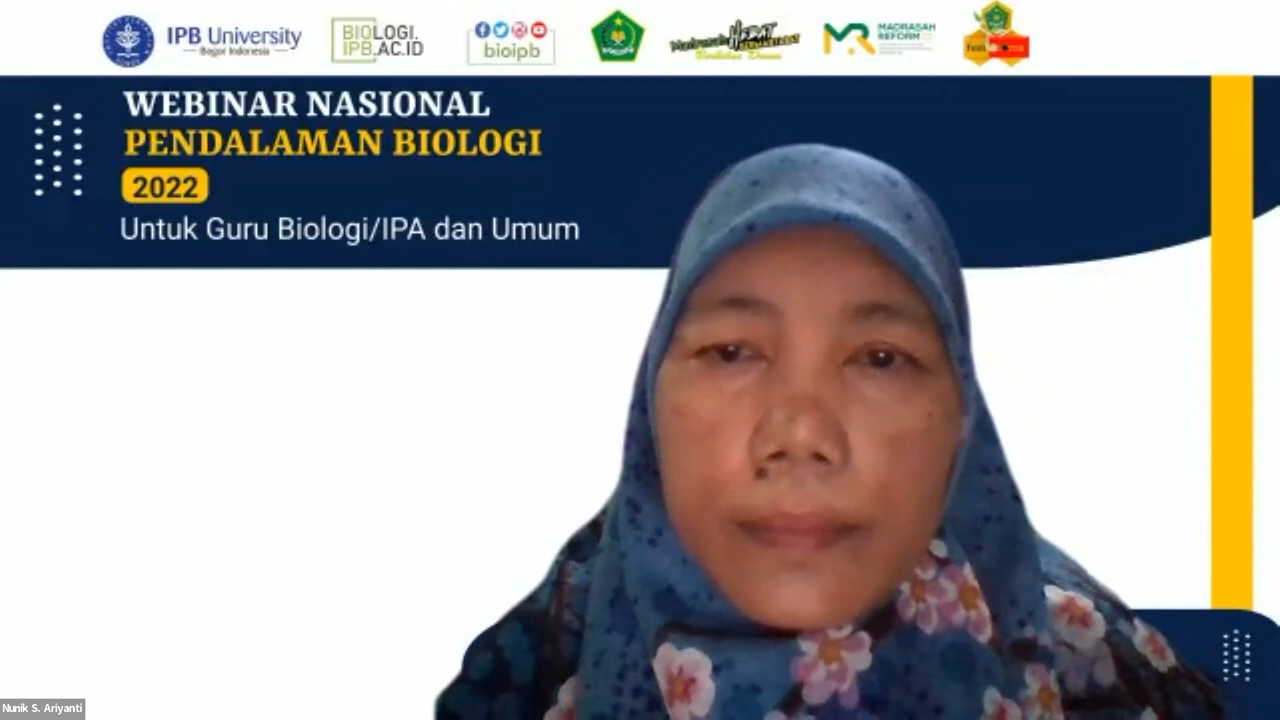 IPB University
Bogor Indonesia
BIOLOGI.
IPB.AC.ID
bioipb
MADRASAH
REFORM
WEBINAR NASIONAL
PENDALAMAN BIOLOGI
2022
Untuk Guru Biologi/IPA dan Umum
Nunik S. Ariyanti